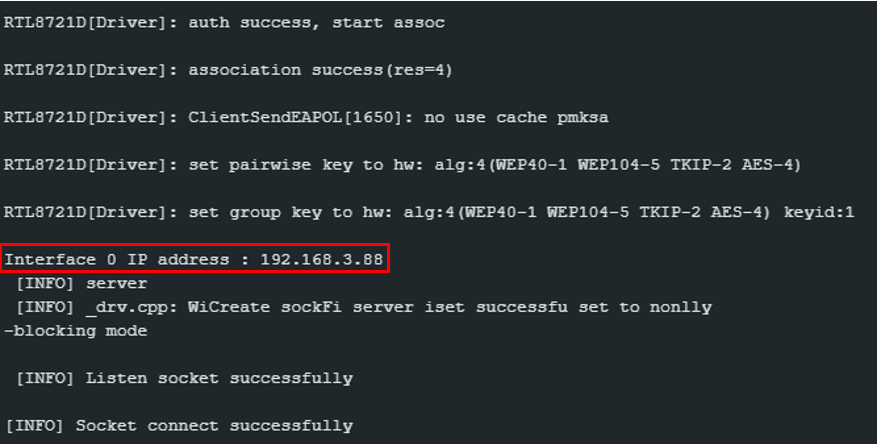 RTL8721D[Driver]: auth success, start assoc
RTL8721D[Driver]: association success(res=4)
RTL8721D[Driver]: ClientSendEAPOL[1650]: no use cache pmksa
RTL8721D[Driver]: set pairwise key to hw: alg:4(WEP40-1 WEP104-5 TKIP-2 AES-4)
RTL8721D[Driver]: set group key to hw: alg:4(WEP40-1 WEP104-5 TKIP-2 AES-4) keyid:1
Interface 0 IP address : 192.168.3.88
[INFO] server
[INFO] _drv.cpp: WiCreate sockFi server iset successfu set to nonlly
-blocking mode
[INFO] Listen socket successfully
[INFO] Socket connect successfully